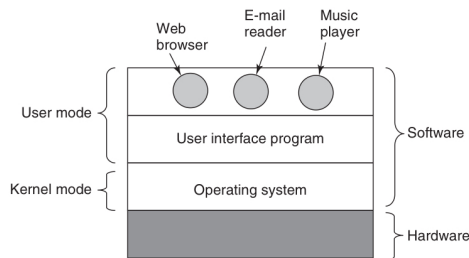 Web
browser
E-mail
reader
Music
player
User mode
User interface program
Software
Kernel mode
Operating system
Hardware